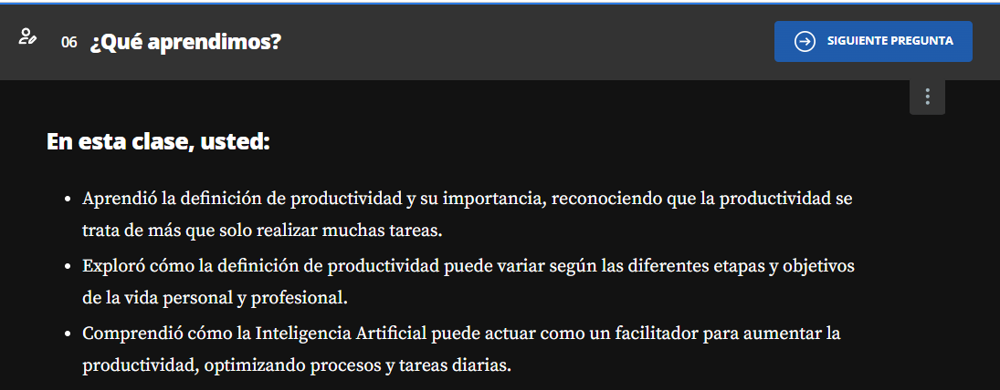 06 ¿Qué aprendimos?
SIGUIENTE PREGUNTA
En esta clase, usted:
• Aprendió la definición de productividad y su importancia, reconociendo que la productividad se
trata de más que solo realizar muchas tareas.
• Exploró cómo la definición de productividad puede variar según las diferentes etapas y objetivos
de la vida personal y profesional.
• Comprendió cómo la Inteligencia Artificial puede actuar como un facilitador para aumentar la
productividad, optimizando procesos y tareas diarias.